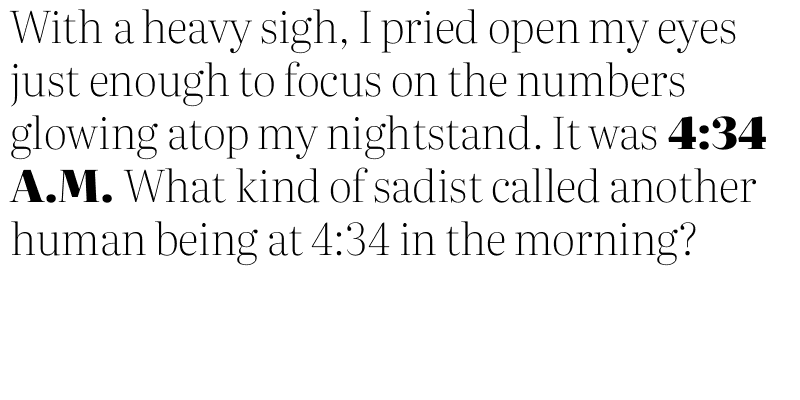 With a heavy sigh, I pried open my eyes
just enough to focus on the numbers
glowing atop my nightstand. It was 4:34
A.M. What kind of sadist called another
human being at 4:34 in the morning?